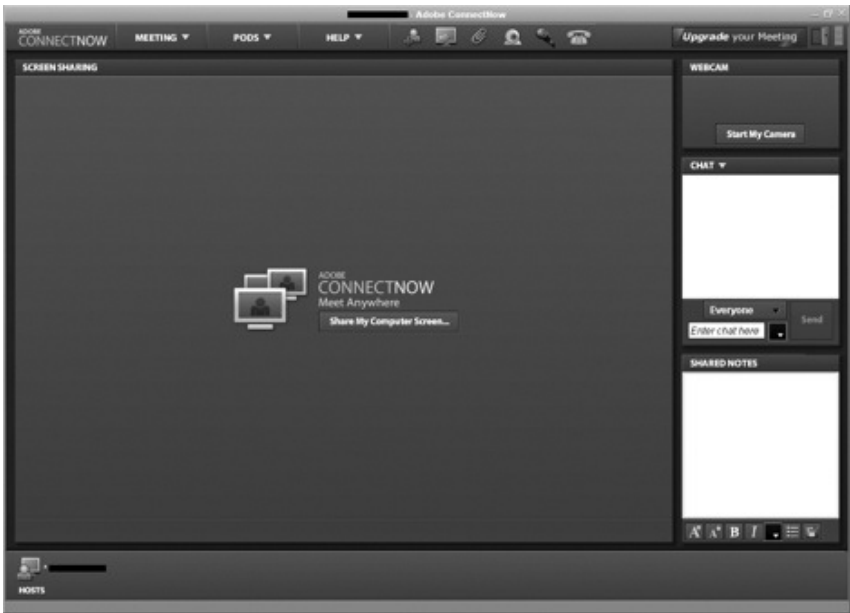 Adobe ConnectNow
ADOBE
CONNECTNOW
MEETING
PODS
HELP
Upgrade your Meeting
SCREEN SHARING
WEBCAM
Start My Camera
CHAT
ADOBE
CONNECTNOW
Meet Anywhere
Share My Computer Screen...
Everyone
Send
Enter chat here
SHARED NOTES
A A B I
HOSTS